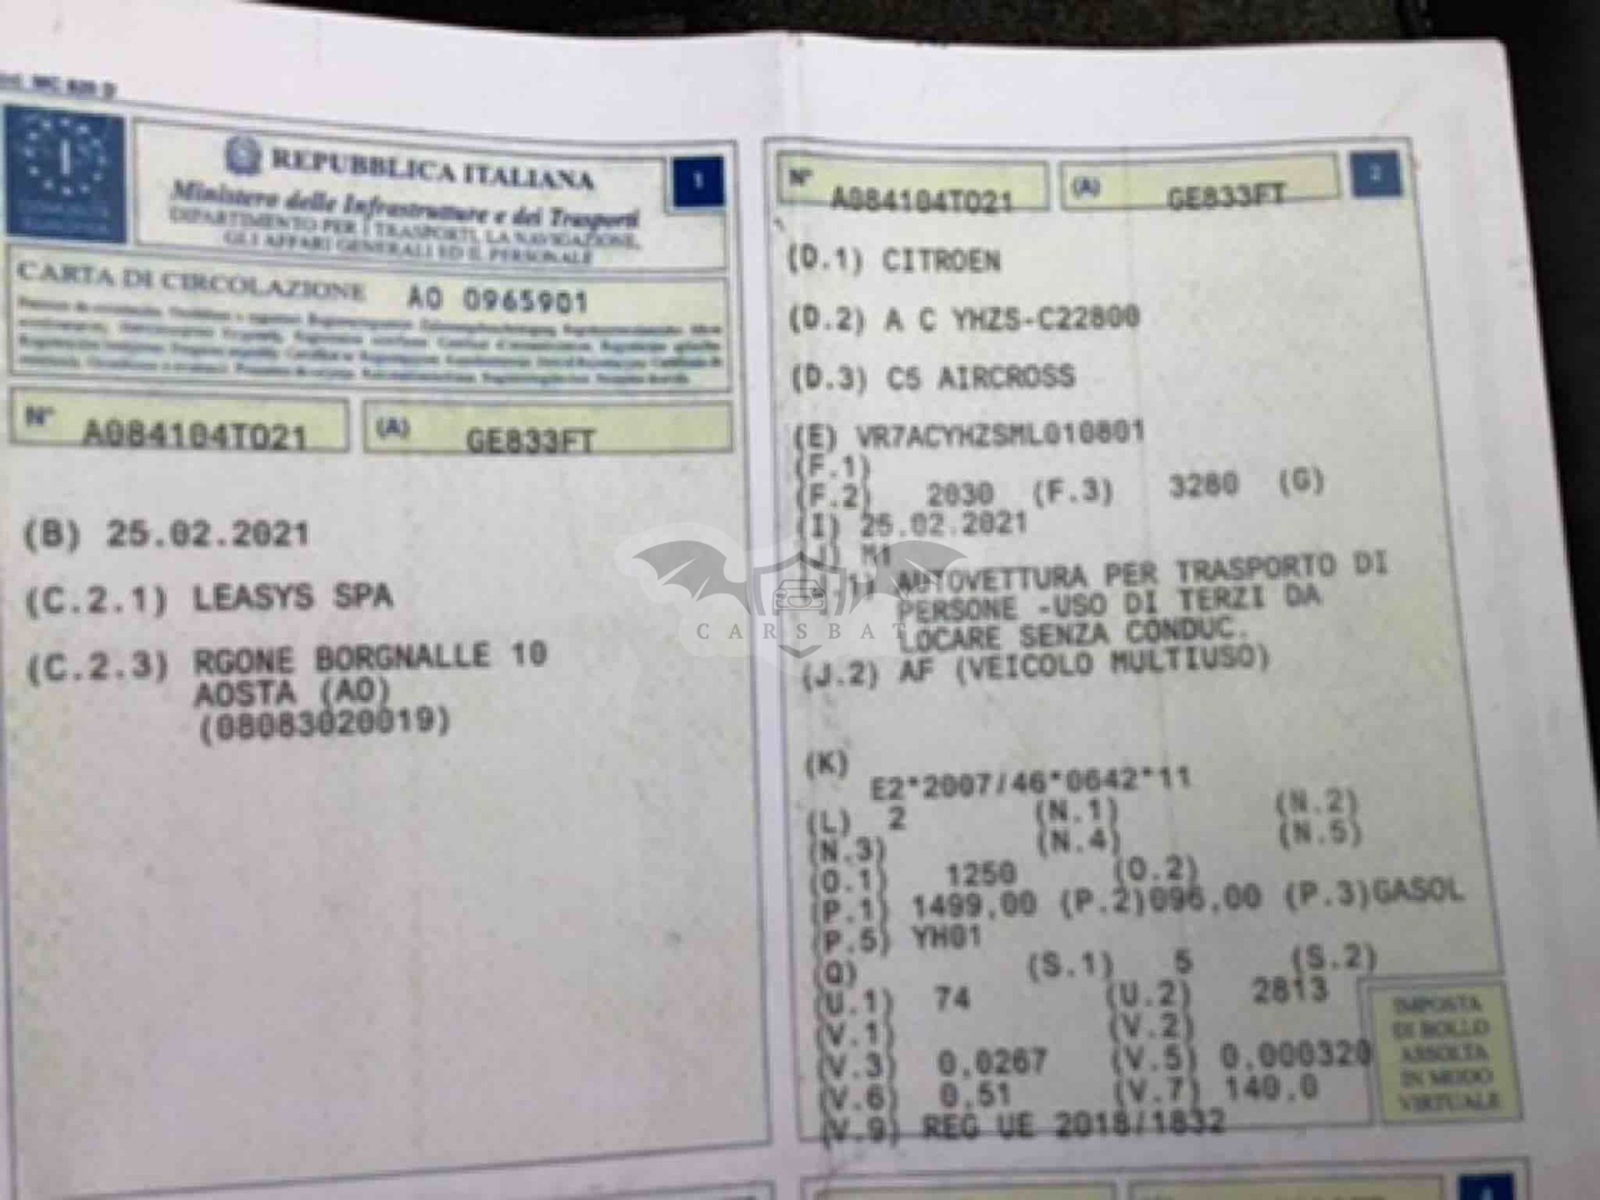 REPUBBLICA ITALIANA
1
Ministero delle Infrastrutture e dei Trasporti
DIPARTIMENTO PER I TRASPORTI, LA NAVIGAZIONE,
GLI AFFARI GENERALI ED IL PERSONALE
CARTA DI CIRCOLAZIONE AO 0965901
N° A084104TO21 (A) GE833FT
(B) 25.02.2021
(C.2.1) LEASYS SPA
(C.2.3) RGONE BORGNALLE 10
AOSTA (AO)
(08083020019)
N° A084104TO21 (A) GE833FT 2
(D.1) CITROEN
(D.2) A C YHZS-C22800
(D.3) C5 AIRCROSS
(E) VR7ACYHZSML010801
(F.1)
(F.2) 2030 (F.3) 3280 (G)
(I) 25.02.2021
(J) M1
(J.1) AUTOVETTURA PER TRASPORTO DI
PERSONE -USO DI TERZI DA
LOCARE SENZA CONDUC.
(J.2) AF (VEICOLO MULTIUSO)
CARSBAT
(K)
E2*2007/46*0642*11
(L) 2 (N.1) (N.2)
(N.3) (N.4) (N.5)
(O.1) 1250 (O.2)
(P.1) 1499,00 (P.2)096,00 (P.3)GASOL
(P.5) YH01
(Q) (S.1) 5 (S.2)
(U.1) 74 (U.2) 2813
(V.1) (V.2)
(V.3) 0,0267 (V.5) 0.000320
(V.6) 0,51 (V.7) 140.0
(V.9) REG UE 2018/1832
IMPOSTA
DI BOLLO
ASSOLTA
IN MODO
VIRTUALE